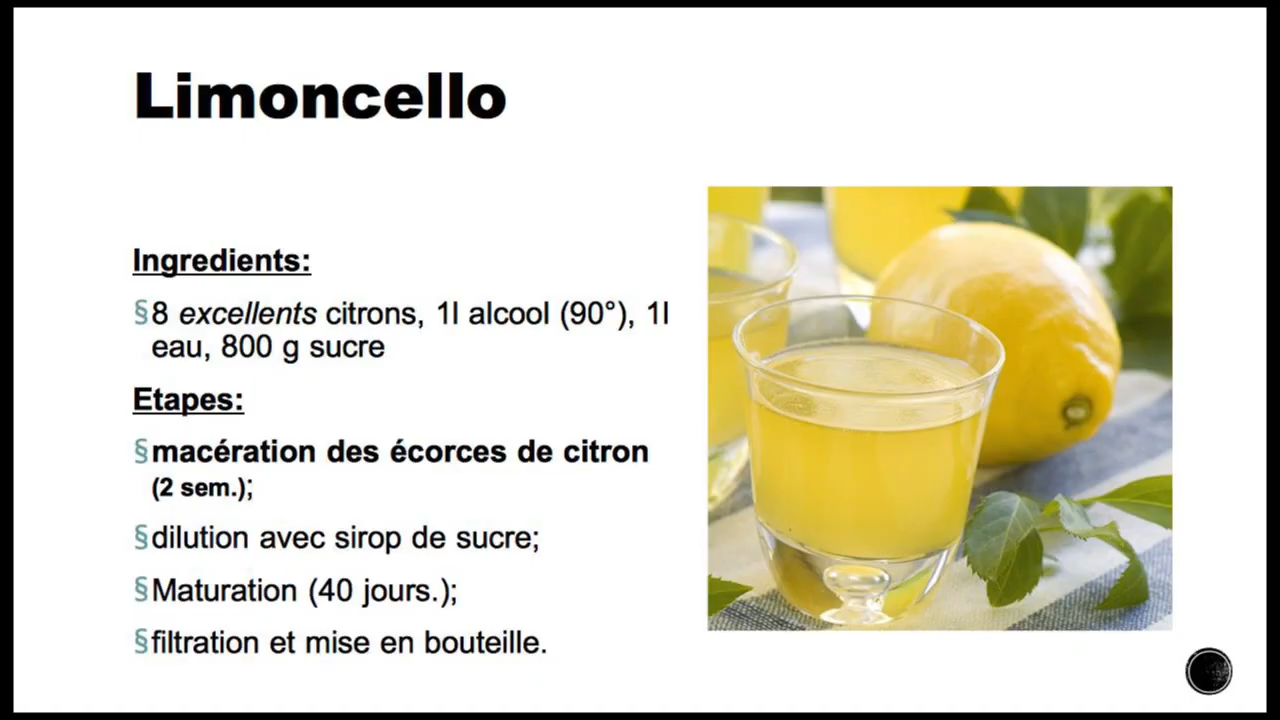 Limoncello
Ingredients:
§8 excellents citrons, 1l alcool (90°), 1l
eau, 800 g sucre
Etapes:
§macération des écorces de citron
(2 sem.);
§dilution avec sirop de sucre;
§Maturation (40 jours.);
§filtration et mise en bouteille.